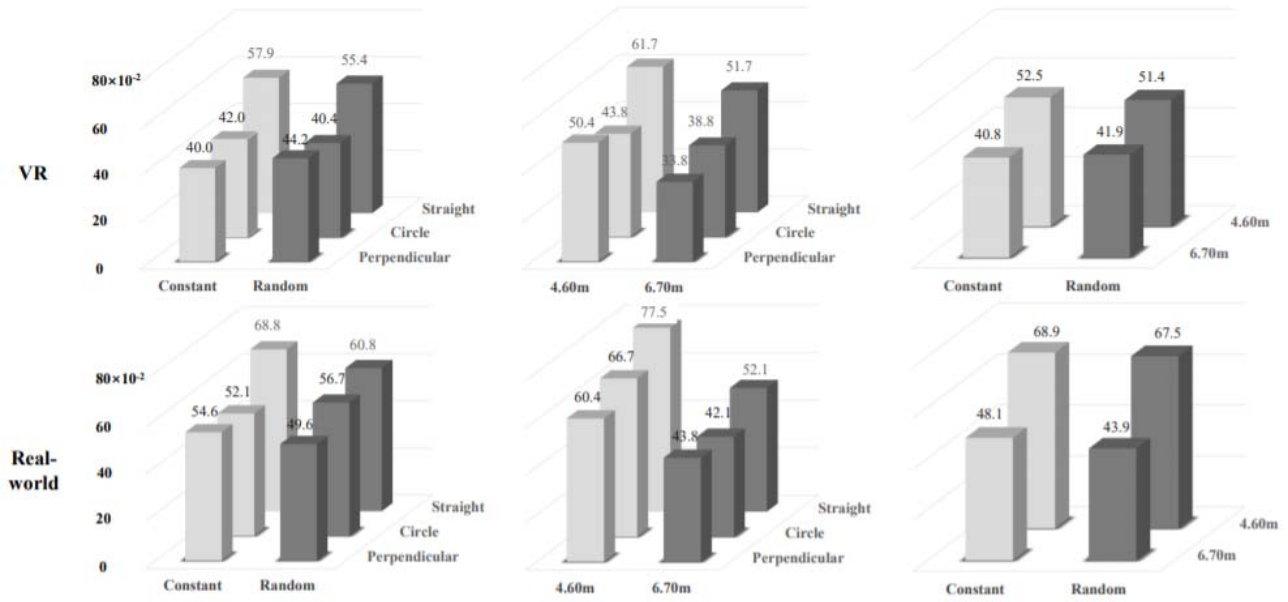 VR
80×10⁻²
60
40
20
0
57.9
55.4
42.0
40.4
40.0
44.2
Straight
Circle
Perpendicular
Constant
Random
61.7
51.7
43.8
38.8
50.4
33.8
Straight
Circle
Perpendicular
4.60m
6.70m
52.5
51.4
40.8
41.9
4.60m
6.70m
Constant
Random
Real-
world
80×10⁻²
60
40
20
0
68.8
60.8
52.1
56.7
54.6
49.6
Straight
Circle
Perpendicular
Constant
Random
77.5
52.1
66.7
42.1
60.4
43.8
Straight
Circle
Perpendicular
4.60m
6.70m
68.9
67.5
48.1
43.9
4.60m
6.70m
Constant
Random